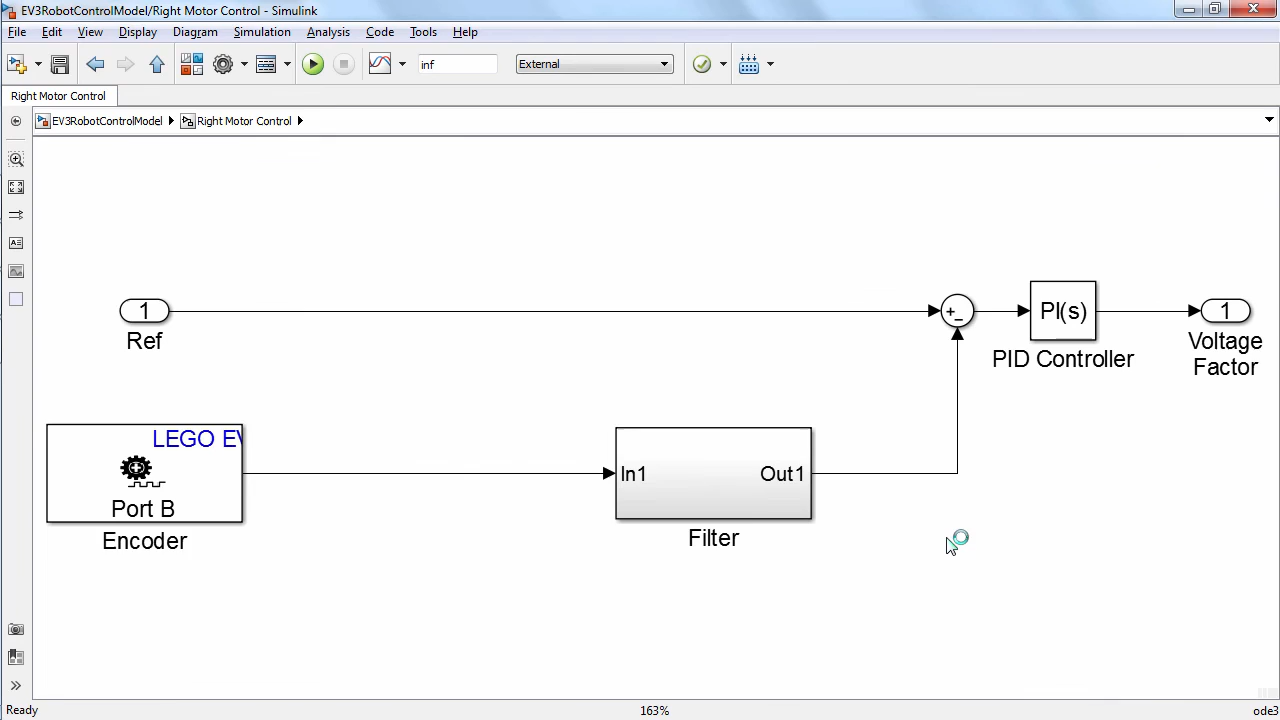 EV3RobotControlModel/Right Motor Control - Simulink
File Edit View Display Diagram Simulation Analysis Code Tools Help
inf External
Right Motor Control
EV3RobotControlModel Right Motor Control
1 PI(s) 1
Ref
PID Controller
Voltage
Factor
LEGO EV
Port B
Encoder
In1 Out1
Filter
Ready 163% ode3